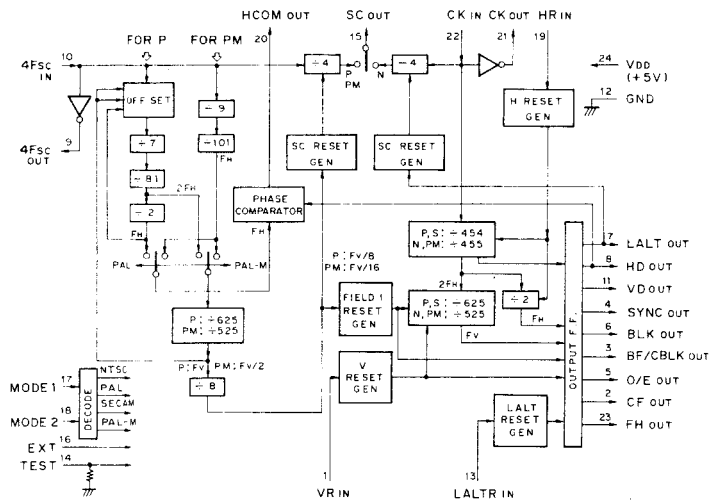 HCOM OUT
SC OUT
CK IN CK OUT HR IN
10
FOR P
FOR PM
20
15
22
21
19
4FSC
IN
÷4
P
PM
N
÷4
24
VDD
(+5V)
12
GND
OFF SET
÷9
H RESET
GEN
9
4FSC
OUT
÷7
÷101
SC RESET
GEN
SC RESET
GEN
FH
÷81
2FH
÷2
PHASE
COMPARATOR
FH
FH
P,S: ÷454
N,PM: ÷455
7
LALT OUT
8
HD OUT
PAL
PAL-M
P: FV/8
PM: FV/16
2FH
÷2
11
VD OUT
FIELD 1
RESET
GEN
P,S: ÷625
N,PM: ÷525
FH
4
SYNC OUT
P: ÷625
PM: ÷525
FV
6
BLK OUT
3
BF/CBLK OUT
P: FV
PM: FV/2
V
RESET
GEN
5
O/E OUT
÷8
OUTPUT F.F.
2
CF OUT
NTSC
MODE 1
17
PAL
DECODE
SECAM
MODE 2
18
PAL-M
LALT
RESET
GEN
23
FH OUT
EXT
16
TEST
14
1
VR IN
13
LALTR IN